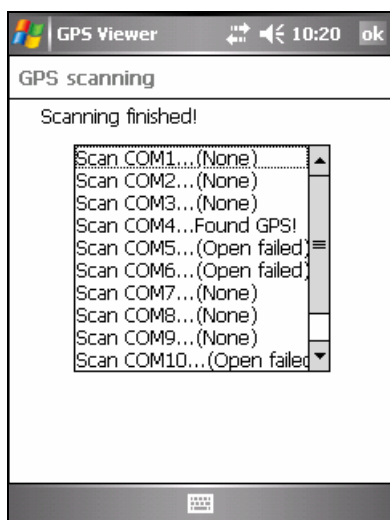 GPS Viewer 10:20 ok
GPS scanning
Scanning finished!
Scan COM1...(None)
Scan COM2...(None)
Scan COM3...(None)
Scan COM4...Found GPS!
Scan COM5...(Open failed)
Scan COM6...(Open failed)
Scan COM7...(None)
Scan COM8...(None)
Scan COM9...(None)
Scan COM10...(Open failed